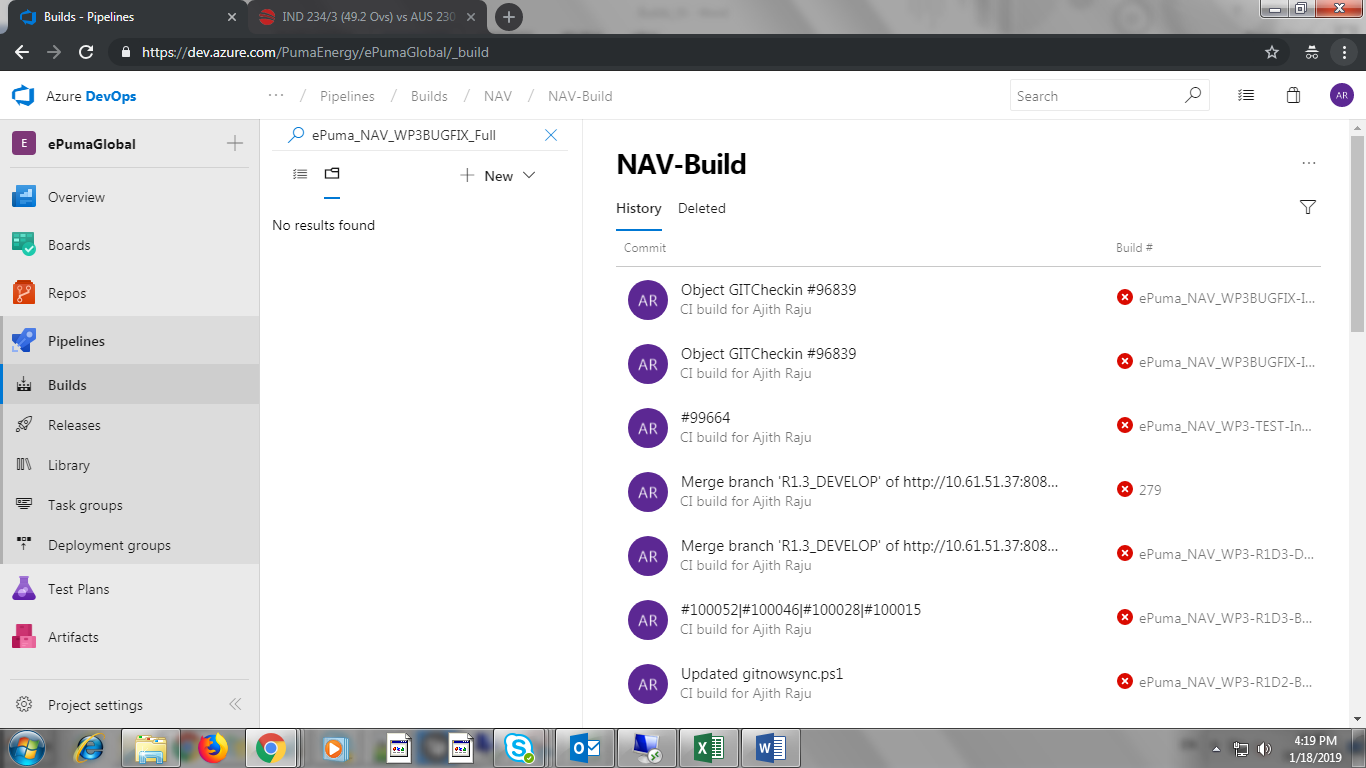 Builds - Pipelines
IND 234/3 (49.2 Ovs) vs AUS 230
https://dev.azure.com/PumaEnergy/ePumaGlobal/_build
Azure DevOps
··· / Pipelines / Builds / NAV / NAV-Build
Search
AR
E ePumaGlobal
Overview
Boards
Repos
Pipelines
Builds
Releases
Library
Task groups
Deployment groups
Test Plans
Artifacts
Project settings
ePuma_NAV_WP3BUGFIX_Full
New
No results found
NAV-Build
History Deleted
Commit Build #
AR Object GITCheckin #96839 ePuma_NAV_WP3BUGFIX-I...
CI build for Ajith Raju
AR Object GITCheckin #96839 ePuma_NAV_WP3BUGFIX-I...
CI build for Ajith Raju
AR #99664 ePuma_NAV_WP3-TEST-In...
CI build for Ajith Raju
AR Merge branch 'R1.3_DEVELOP' of http://10.61.51.37:808... 279
CI build for Ajith Raju
AR Merge branch 'R1.3_DEVELOP' of http://10.61.51.37:808... ePuma_NAV_WP3-R1D3-D...
CI build for Ajith Raju
AR #100052|#100046|#100028|#100015 ePuma_NAV_WP3-R1D3-B...
CI build for Ajith Raju
AR Updated gitnowsync.ps1 ePuma_NAV_WP3-R1D2-B...
CI build for Ajith Raju
4:19 PM
1/18/2019